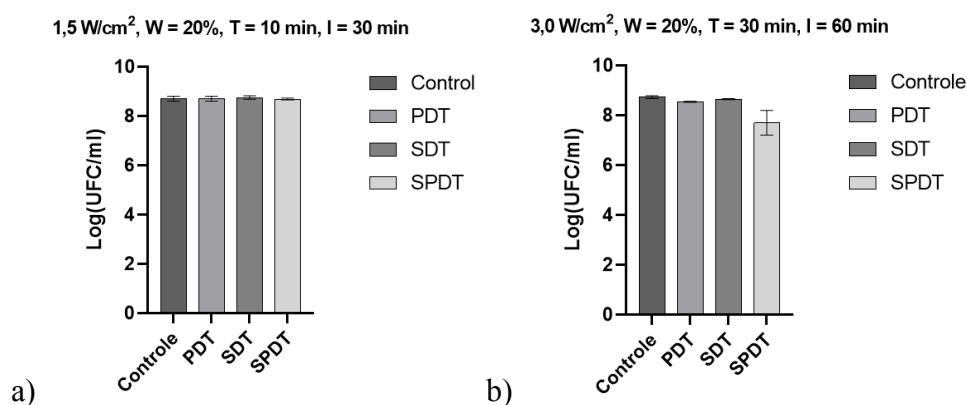 1,5 W/cm², W = 20%, T = 10 min, I = 30 min
10
8
6
4
2
0
Log(UFC/ml)
Controle
PDT
SDT
SPDT
Control
PDT
SDT
SPDT
a)
3,0 W/cm², W = 20%, T = 30 min, I = 60 min
10
8
6
4
2
0
Log(UFC/ml)
Controle
PDT
SDT
SPDT
Controle
PDT
SDT
SPDT
b)